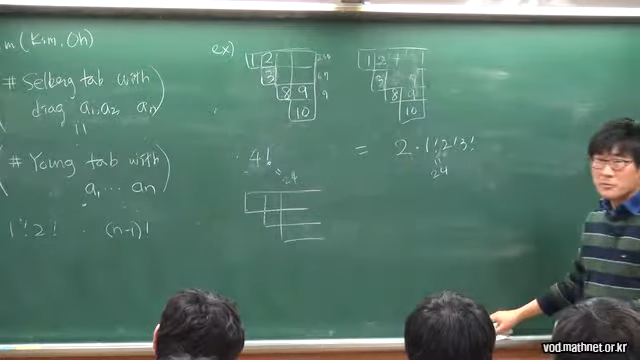 m (Kim, Oh)
# Selberg tab with
diag a1, a2, an
# Young tab with
a1 ... an
1! 2! . (n-1)!
ex)
1 2
3
8 9
9
10
4!
= 24
1 2
3
8 9
10
= 2 · 1! 2! 3!
24
vod.mathnet.or.kr